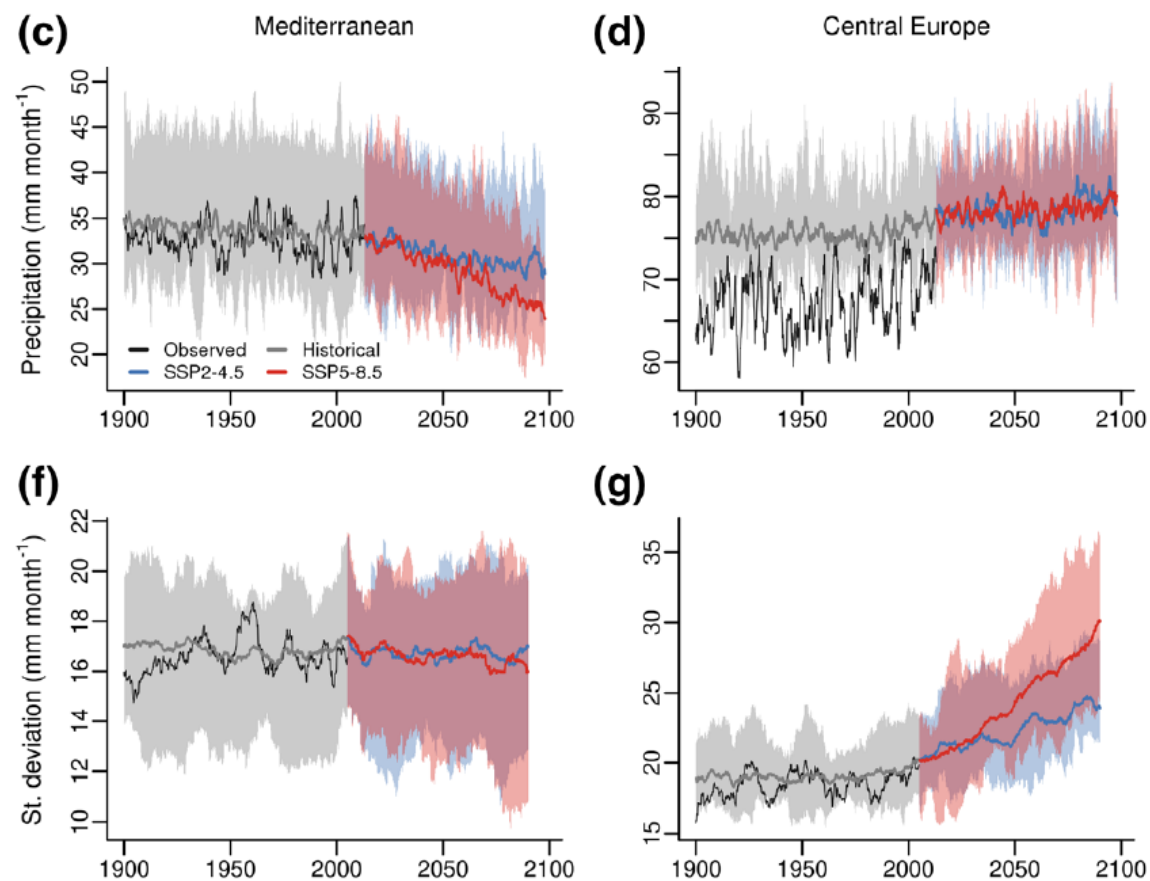 (c) Mediterranean
(d) Central Europe
Precipitation (mm month⁻¹)
50
45
40
35
30
25
20
Observed Historical
SSP2-4.5 SSP5-8.5
1900 1950 2000 2050 2100
90
80
70
60
1900 1950 2000 2050 2100
(f)
(g)
St. deviation (mm month⁻¹)
22
20
18
16
14
12
10
1900 1950 2000 2050 2100
35
30
25
20
15
1900 1950 2000 2050 2100